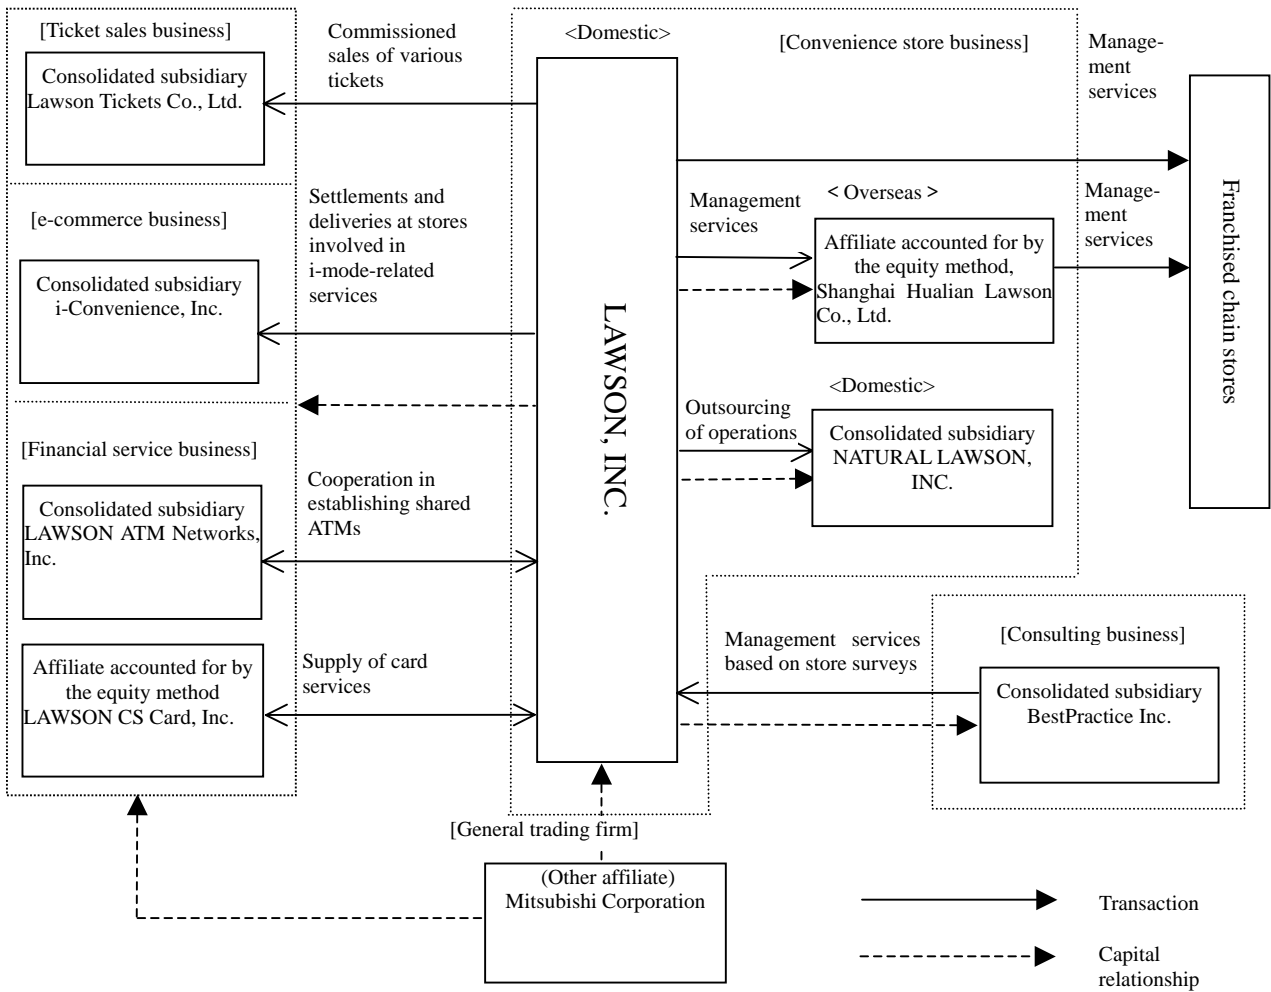 [Ticket sales business]
Consolidated subsidiary
Lawson Tickets Co., Ltd.
Commissioned
sales of various
tickets
<Domestic>
[Convenience store business]
Manage-
ment
services
[e-commerce business]
Consolidated subsidiary
i-Convenience, Inc.
Settlements and
deliveries at stores
involved in
i-mode-related
services
LAWSON, INC.
Management
services
< Overseas >
Affiliate accounted for by
the equity method,
Shanghai Hualian Lawson
Co., Ltd.
Manage-
ment
services
Franchised chain stores
<Domestic>
Outsourcing
of operations
Consolidated subsidiary
NATURAL LAWSON,
INC.
[Financial service business]
Consolidated subsidiary
LAWSON ATM Networks,
Inc.
Cooperation in
establishing shared
ATMs
Affiliate accounted for by
the equity method
LAWSON CS Card, Inc.
Supply of card
services
Management services
based on store surveys
[Consulting business]
Consolidated subsidiary
BestPractice Inc.
[General trading firm]
(Other affiliate)
Mitsubishi Corporation
Transaction
Capital
relationship